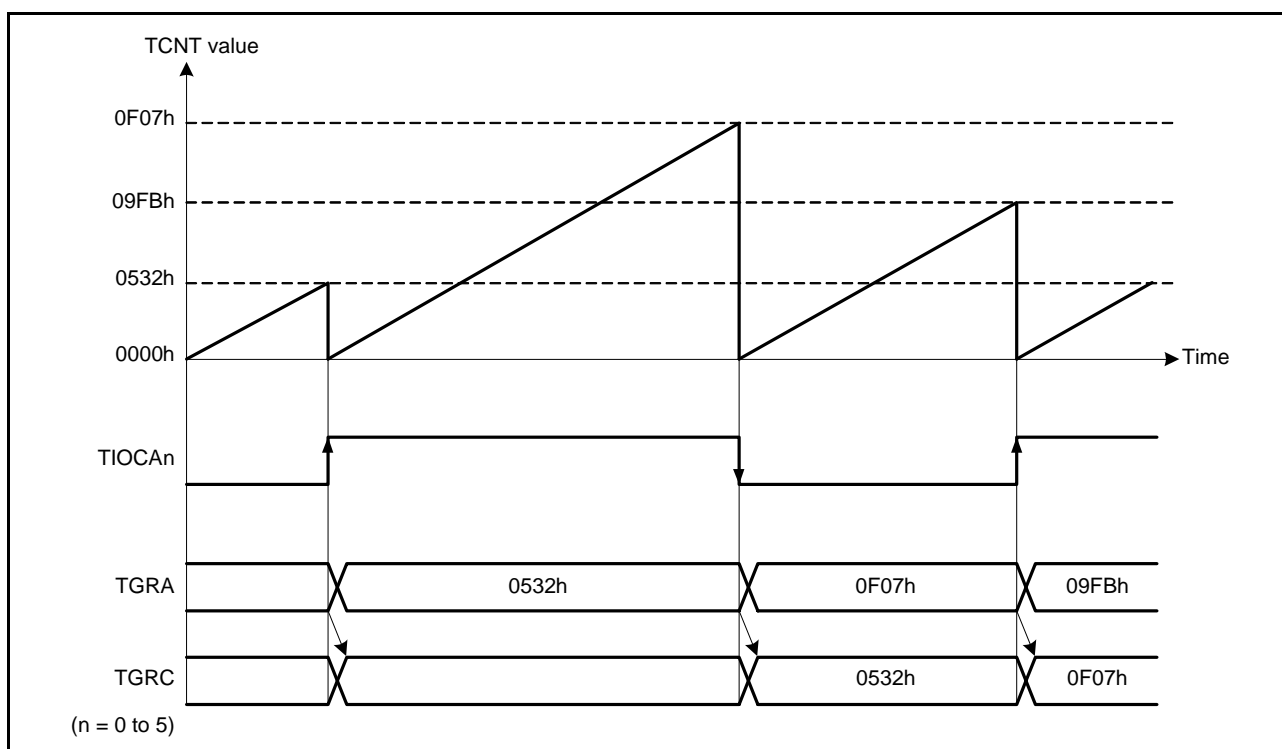 TCNT value
0F07h
09FBh
0532h
0000h
Time
TIOCAn
TGRA 0532h 0F07h 09FBh
TGRC 0532h 0F07h
(n = 0 to 5)